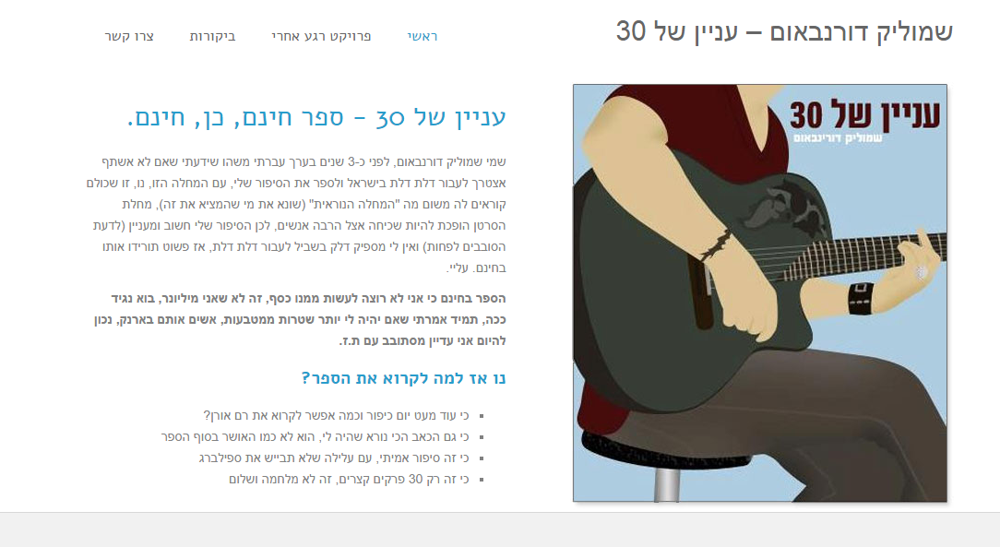 שמוליק דורנבאום – עניין של 30
ראשי
פרויקט רגע אחרי
ביקורות
צרו קשר
עניין של 30
שמוליק דורינבאום
עניין של 30 - ספר חינם, כן, חינם.
שמי שמוליק דורנבאום, לפני כ-3 שנים בערך עברתי משהו שידעתי שאם לא אשתף
אצטרך לעבור דלת דלת בישראל ולספר את הסיפור שלי, עם המחלה הזו, נו, זו שכולם
קוראים לה משום מה "המחלה הנוראית" (שונא את מי שהמציא את זה), מחלת
הסרטן הופכת להיות שכיחה אצל הרבה אנשים, לכן הסיפור שלי חשוב ומעניין (לדעת
הסובבים לפחות) ואין לי מספיק דלק בשביל לעבור דלת דלת, אז פשוט תורידו אותו
בחינם. עליי.
הספר בחינם כי אני לא רוצה לעשות ממנו כסף, זה לא שאני מיליונר, בוא נגיד
ככה, תמיד אמרתי שאם יהיה לי יותר שטרות ממטבעות, אשים אותם בארנק, נכון
להיום אני עדיין מסתובב עם ת.ז.
נו אז למה לקרוא את הספר?
כי עוד מעט יום כיפור וכמה אפשר לקרוא את רם אורן?
כי גם הכאב הכי נורא שהיה לי, הוא לא כמו האושר בסוף הספר
כי זה סיפור אמיתי, עם עלילה שלא תבייש את ספילברג
כי זה רק 30 פרקים קצרים, זה לא מלחמה ושלום